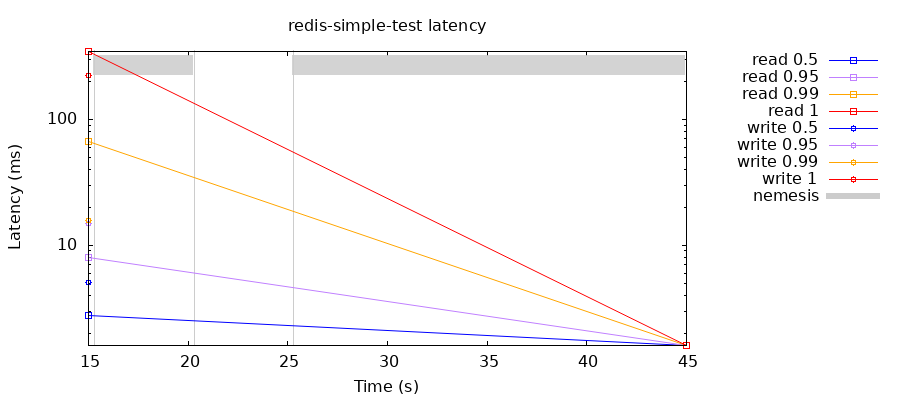 redis-simple-test latency
Latency (ms)
100
10
15 20 25 30 35 40 45
Time (s)
read 0.5
read 0.95
read 0.99
read 1
write 0.5
write 0.95
write 0.99
write 1
nemesis